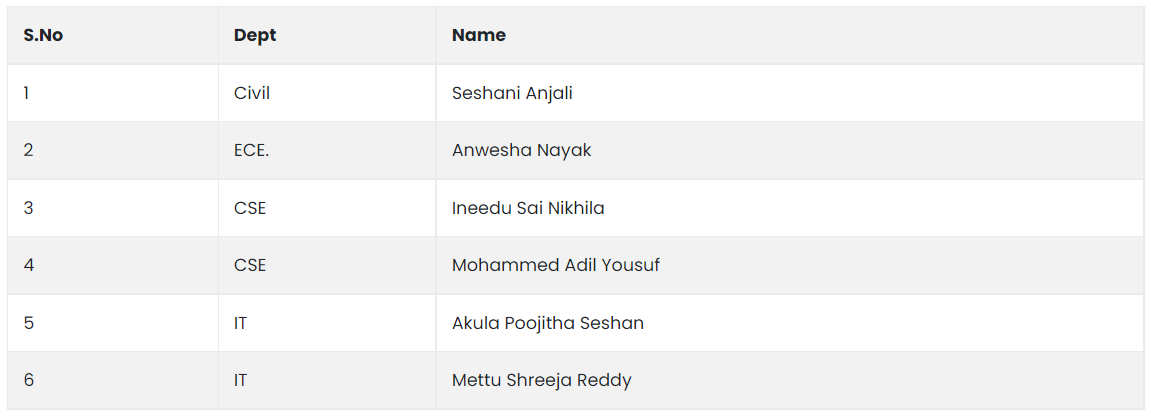 S.No Dept Name
1 Civil Seshani Anjali
2 ECE. Anwesha Nayak
3 CSE Ineedu Sai Nikhila
4 CSE Mohammed Adil Yousuf
5 IT Akula Poojitha Seshan
6 IT Mettu Shreeja Reddy